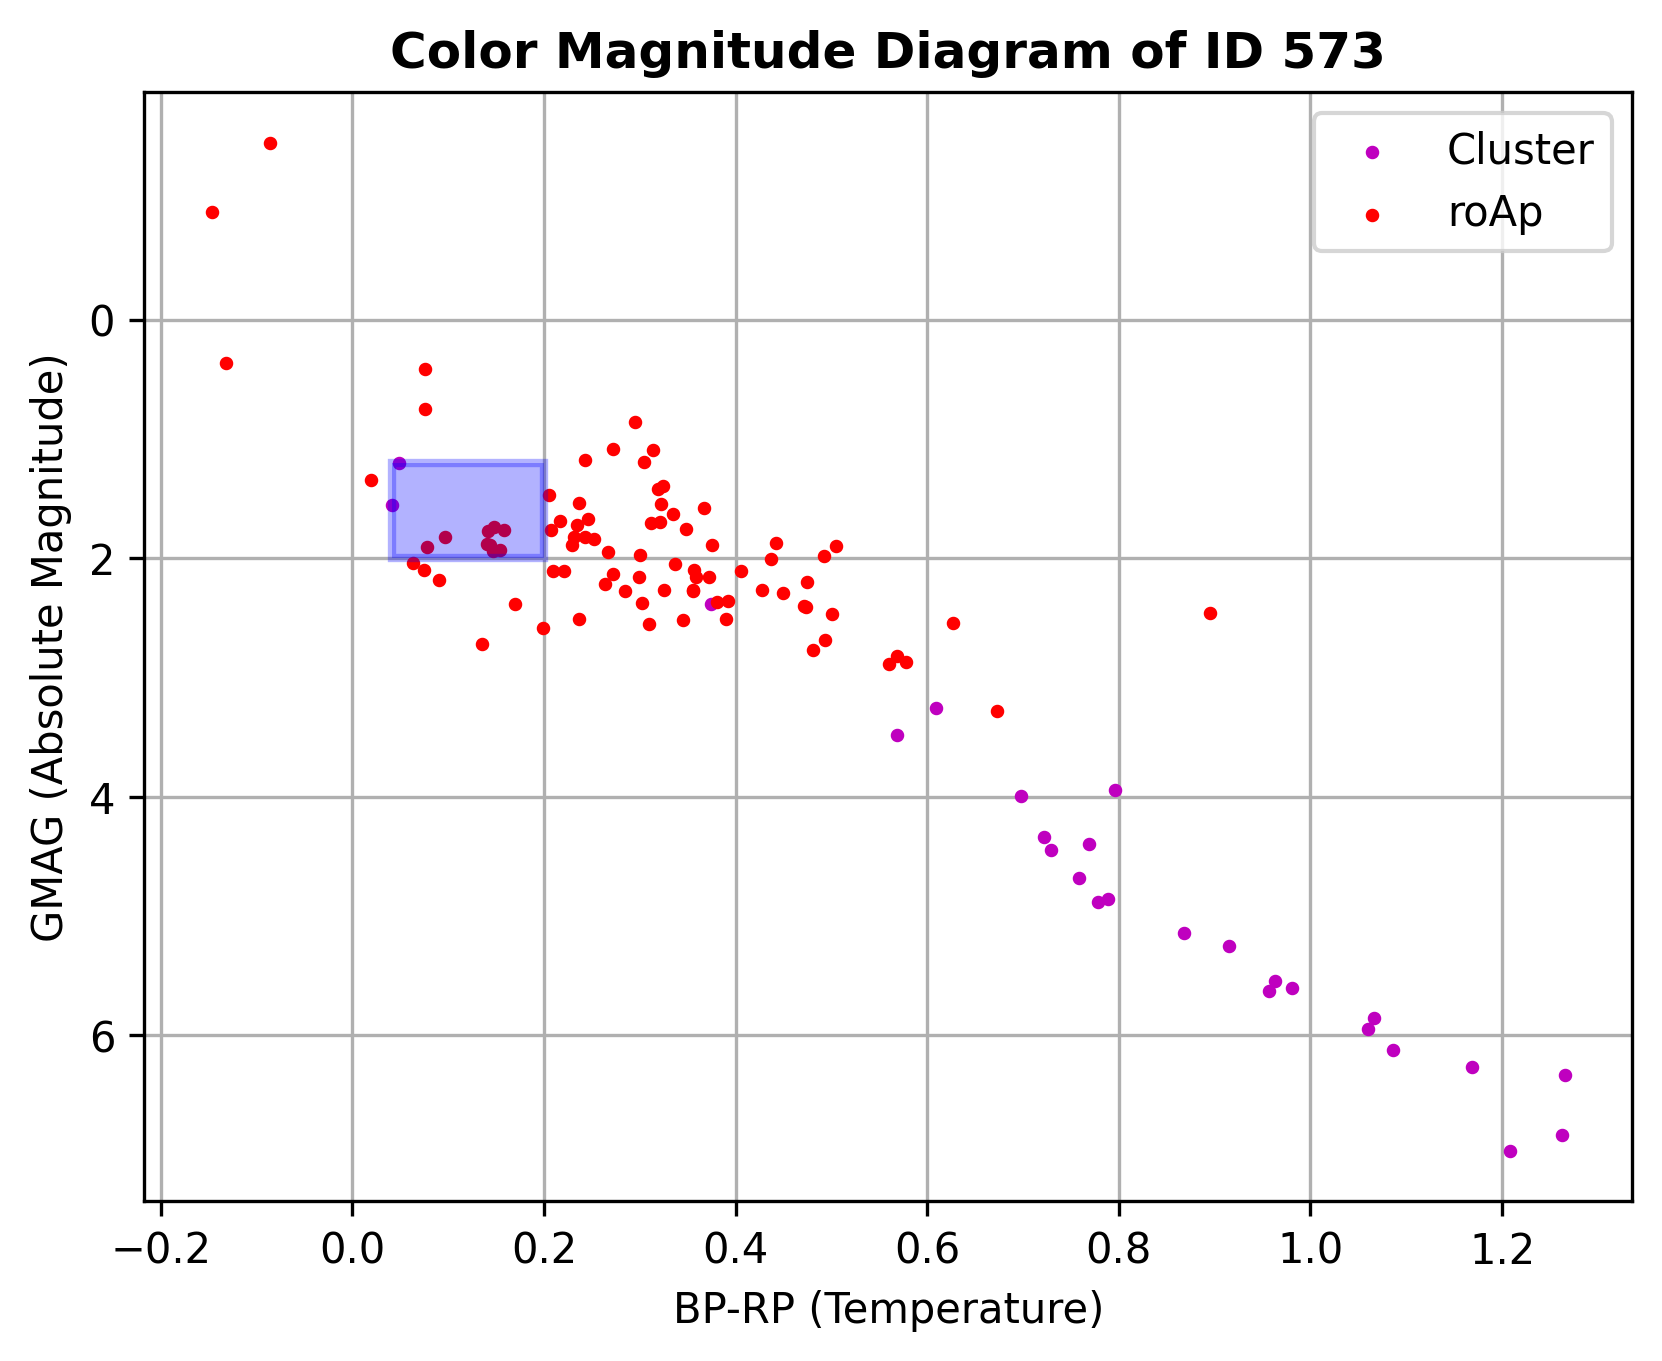 Color Magnitude Diagram of ID 573
Cluster
roAp
GMAG (Absolute Magnitude)
0
2
4
6
−0.2 0.0 0.2 0.4 0.6 0.8 1.0 1.2
BP-RP (Temperature)